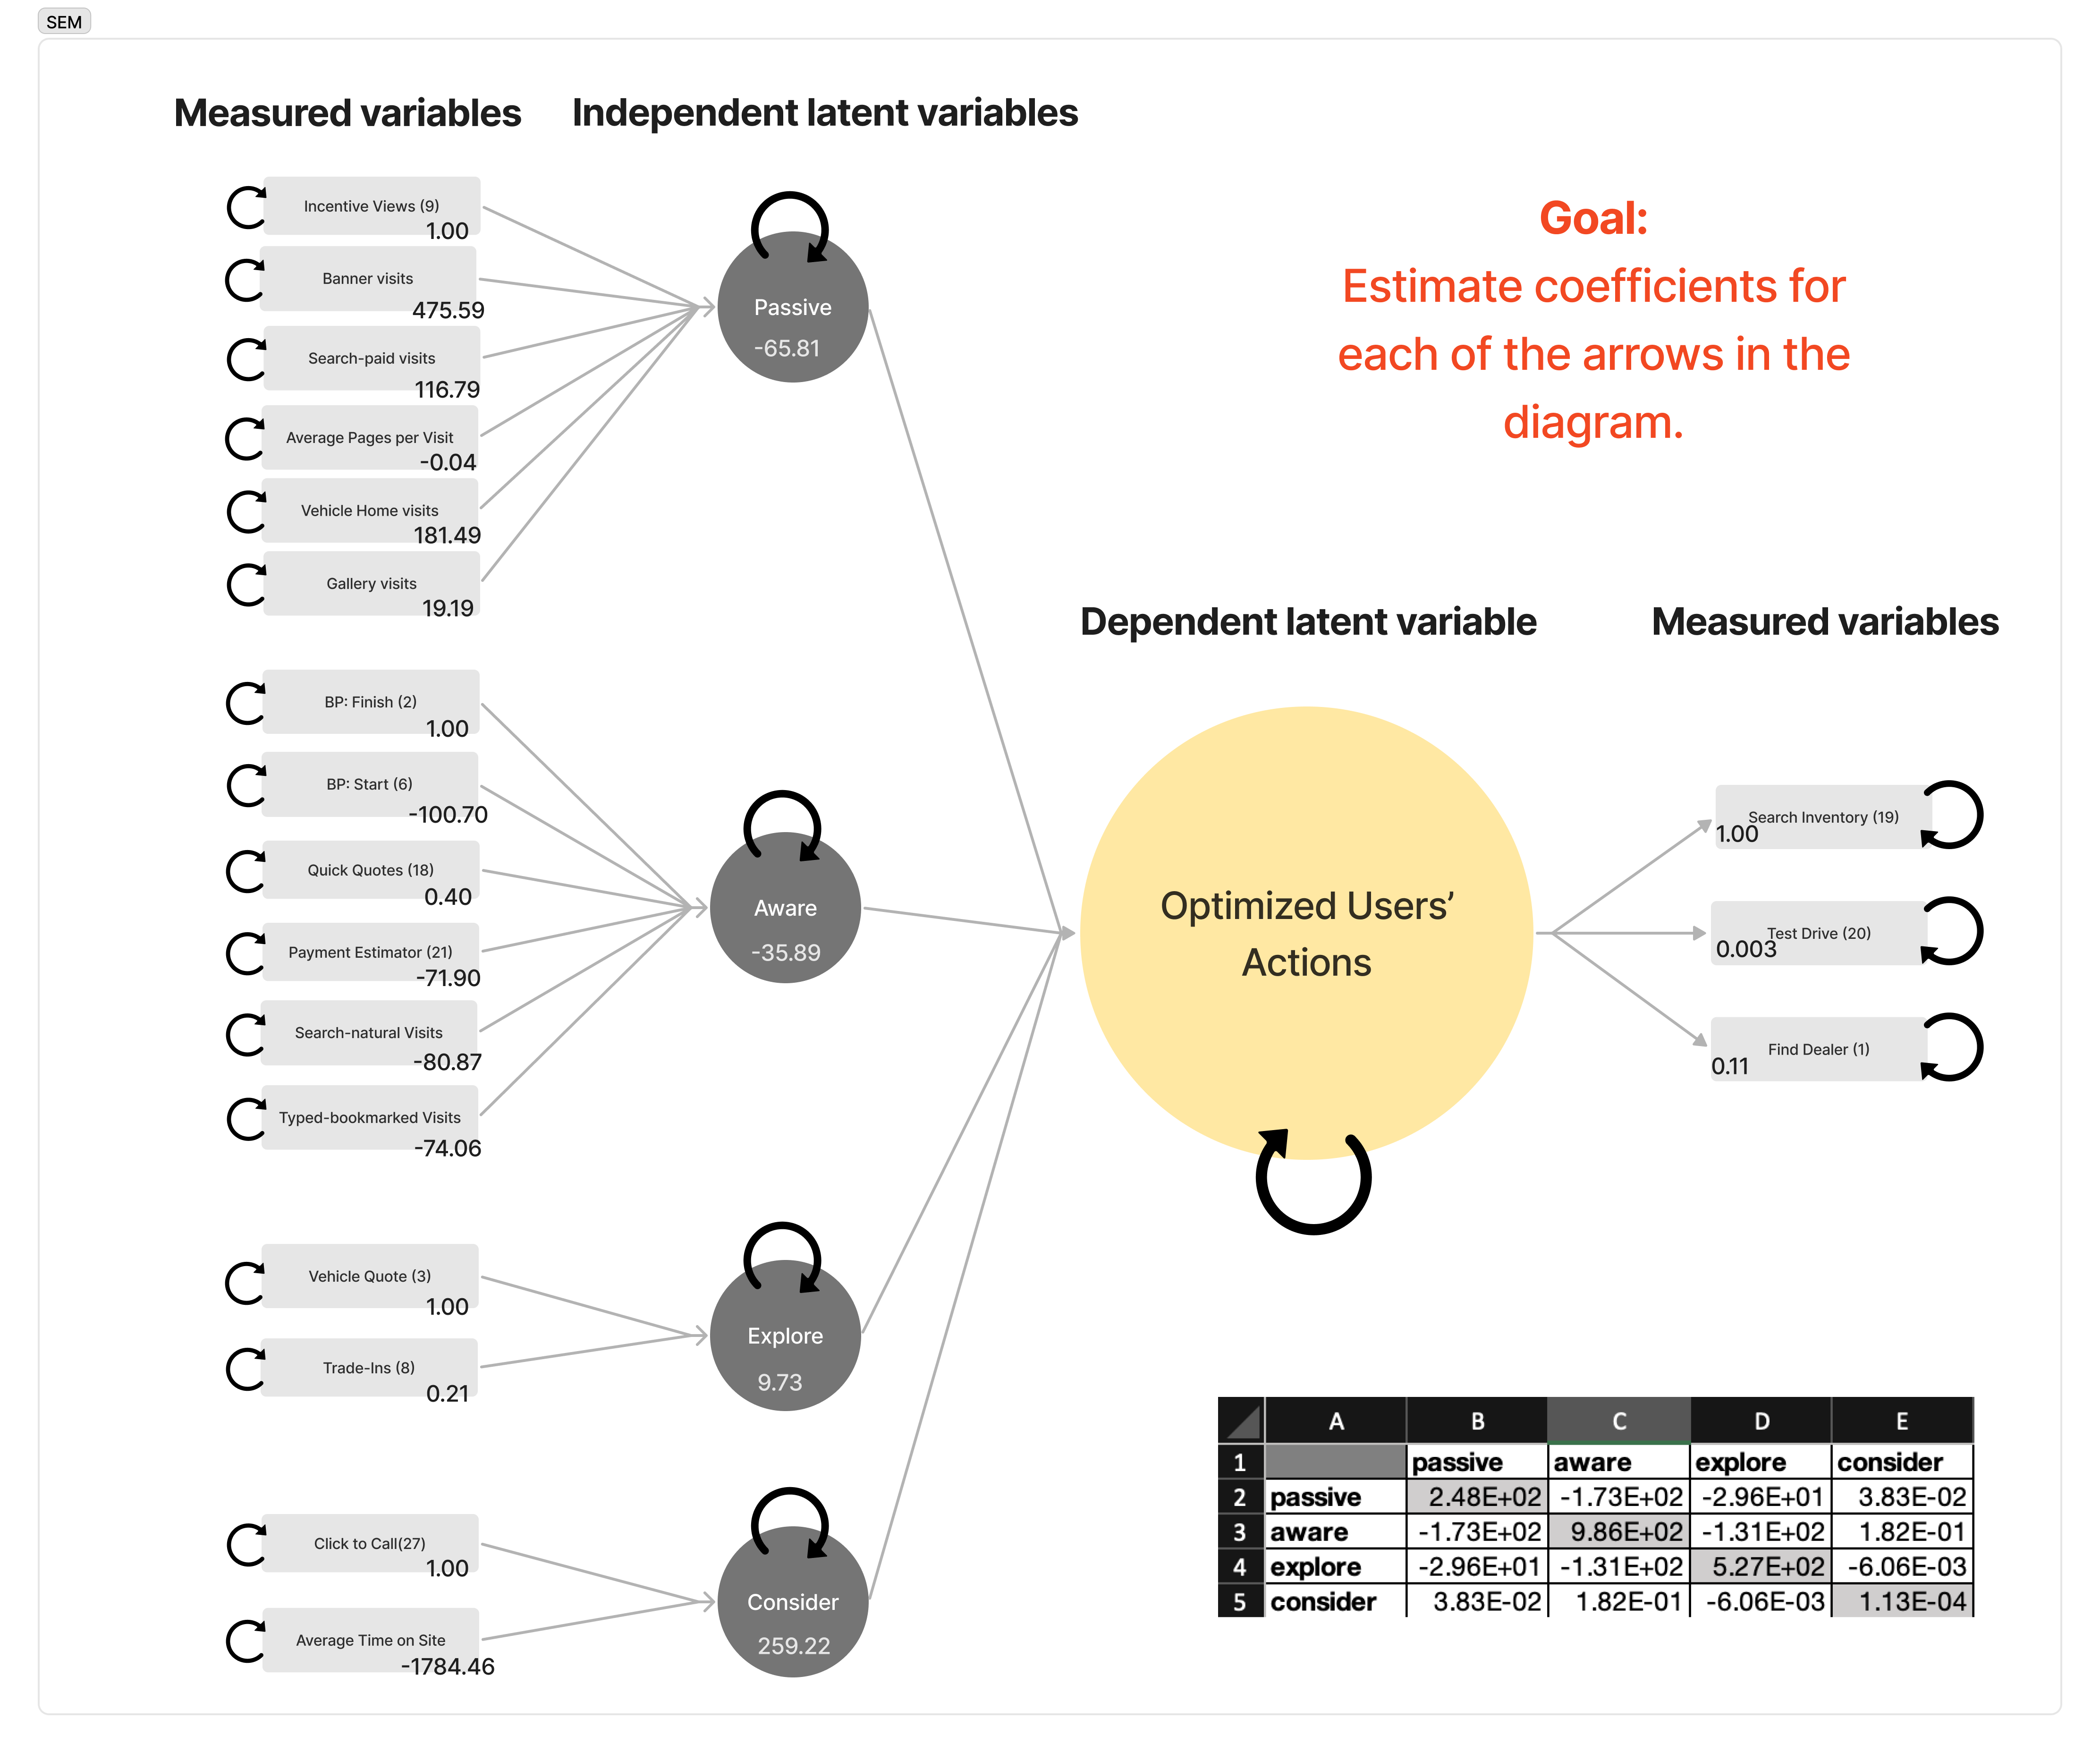 SEM
Measured variables
Independent latent variables
Incentive Views (9)
1.00
Banner visits
475.59
Search-paid visits
116.79
Average Pages per Visit
-0.04
Vehicle Home visits
181.49
Gallery visits
19.19
Passive
-65.81
Goal:
Estimate coefficients for
each of the arrows in the
diagram.
BP: Finish (2)
1.00
BP: Start (6)
-100.70
Quick Quotes (18)
0.40
Payment Estimator (21)
-71.90
Search-natural Visits
-80.87
Typed-bookmarked Visits
-74.06
Aware
-35.89
Dependent latent variable
Measured variables
Optimized Users’
Actions
Search Inventory (19)
1.00
Test Drive (20)
0.003
Find Dealer (1)
0.11
Vehicle Quote (3)
1.00
Trade-Ins (8)
0.21
Explore
9.73
Click to Call(27)
1.00
Average Time on Site
-1784.46
Consider
259.22
A B C D E
1 passive aware explore consider
2 passive 2.48E+02 -1.73E+02 -2.96E+01 3.83E-02
3 aware -1.73E+02 9.86E+02 -1.31E+02 1.82E-01
4 explore -2.96E+01 -1.31E+02 5.27E+02 -6.06E-03
5 consider 3.83E-02 1.82E-01 -6.06E-03 1.13E-04